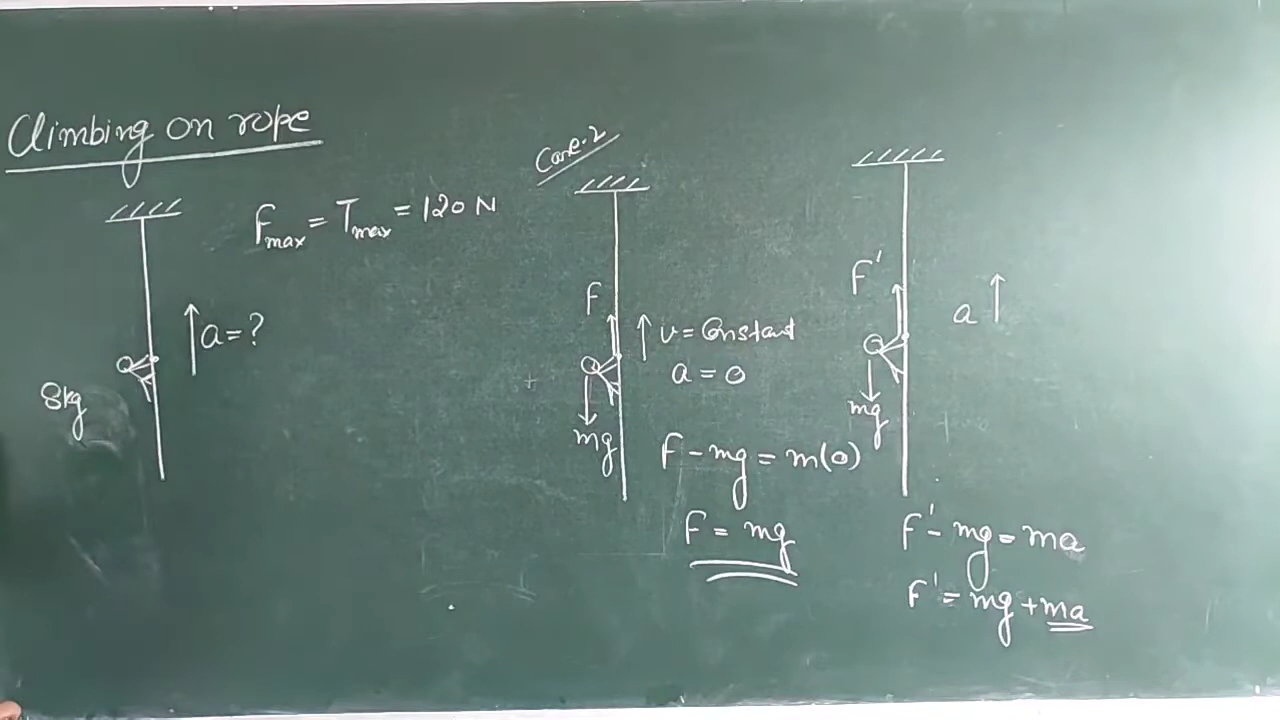 Climbing on rope
Fmax = Tmax = 120 N
a = ?
8kg
Case-2
F
v = Constant
a = 0
mg
F - mg = m(0)
F = mg
F'
a
mg
F' - mg = ma
F' = mg + ma